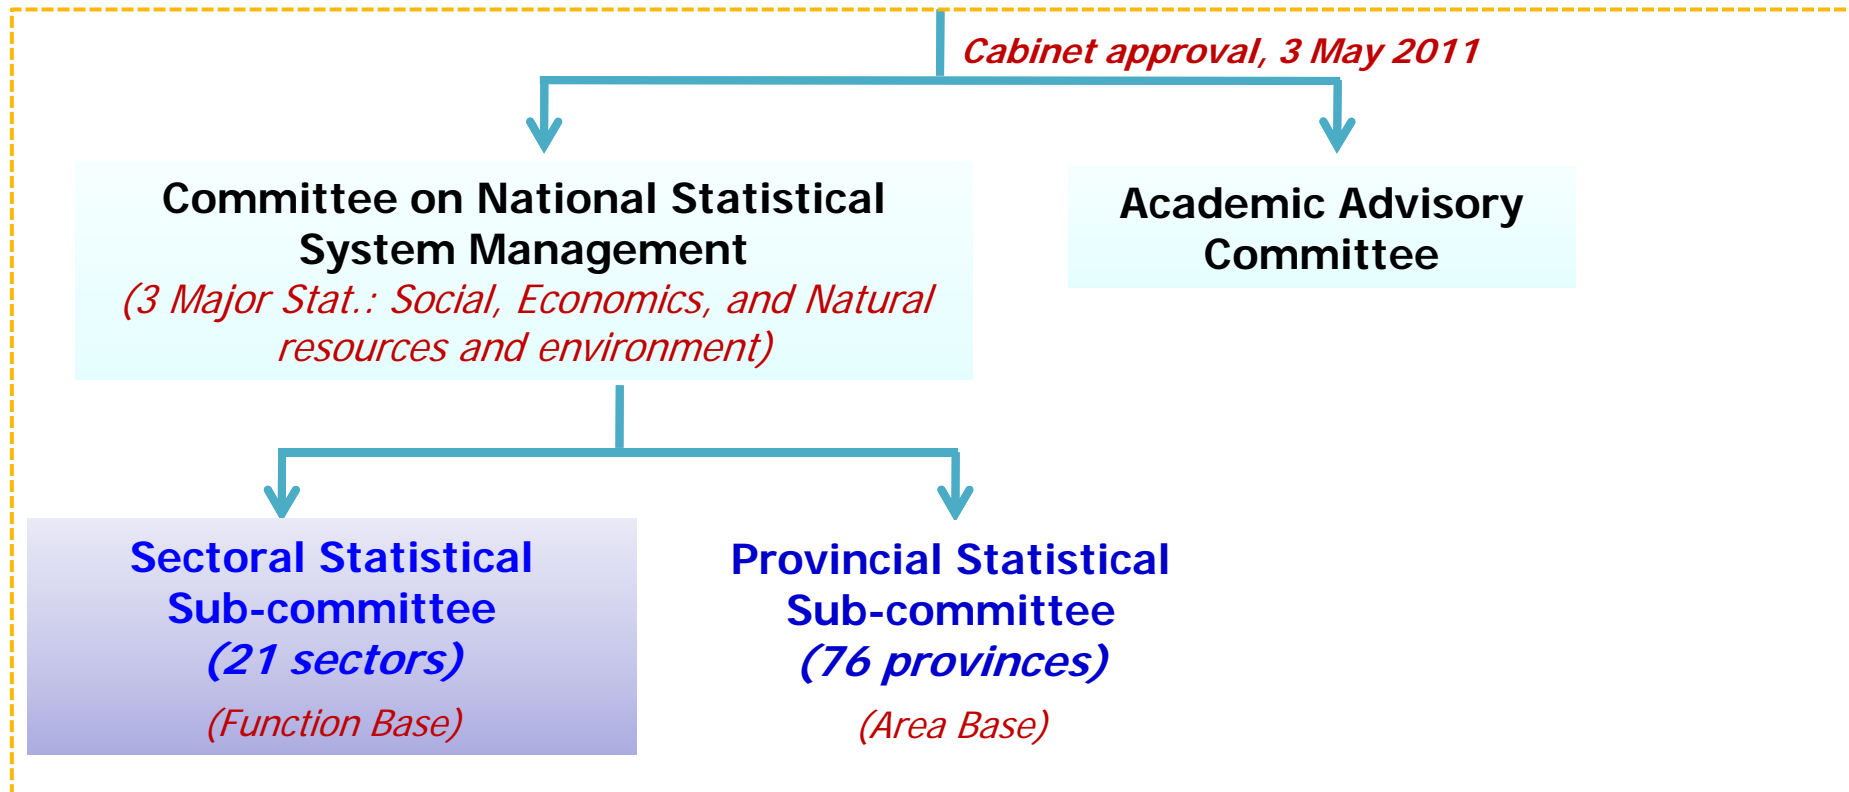 Cabinet approval, 3 May 2011
Committee on National Statistical
System Management
(3 Major Stat.: Social, Economics, and Natural
resources and environment)
Academic Advisory
Committee
Sectoral Statistical
Sub-committee
(21 sectors)
(Function Base)
Provincial Statistical
Sub-committee
(76 provinces)
(Area Base)